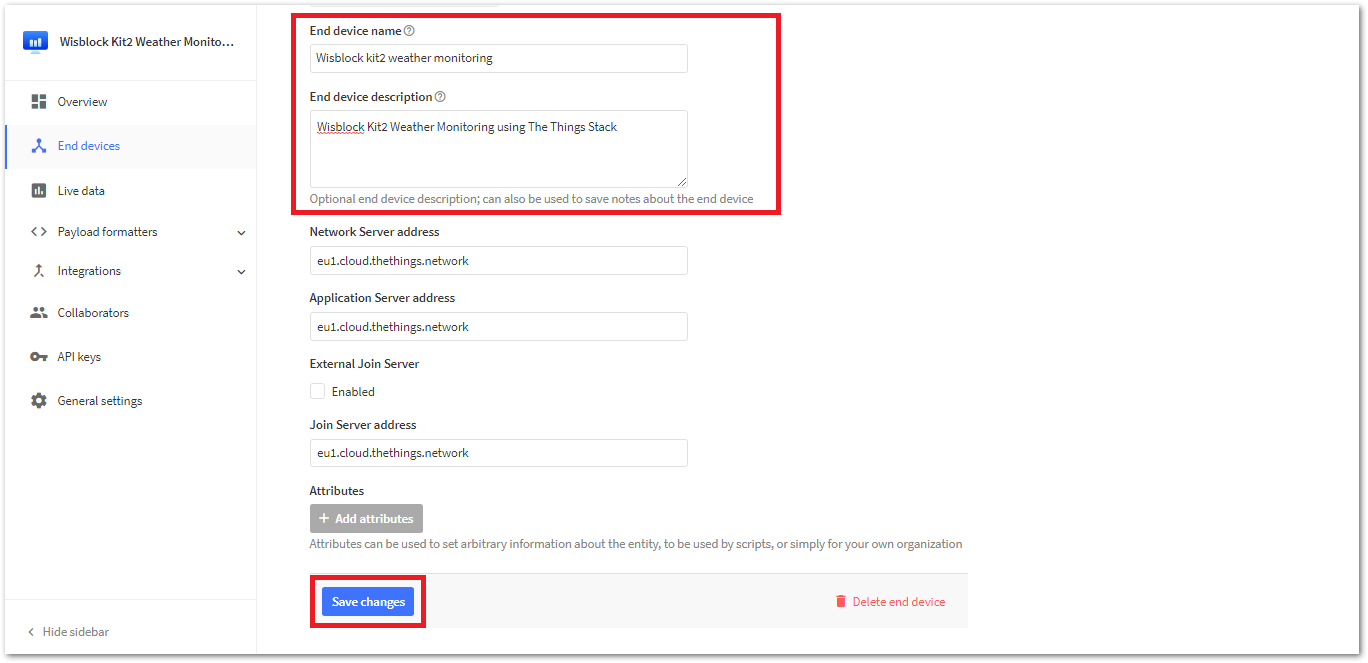 Wisblock Kit2 Weather Monito...
Overview
End devices
Live data
Payload formatters
Integrations
Collaborators
API keys
General settings
Hide sidebar
End device name
Wisblock kit2 weather monitoring
End device description
Wisblock Kit2 Weather Monitoring using The Things Stack
Optional end device description; can also be used to save notes about the end device
Network Server address
eu1.cloud.thethings.network
Application Server address
eu1.cloud.thethings.network
External Join Server
Enabled
Join Server address
eu1.cloud.thethings.network
Attributes
+ Add attributes
Attributes can be used to set arbitrary information about the entity, to be used by scripts, or simply for your own organization
Save changes
Delete end device